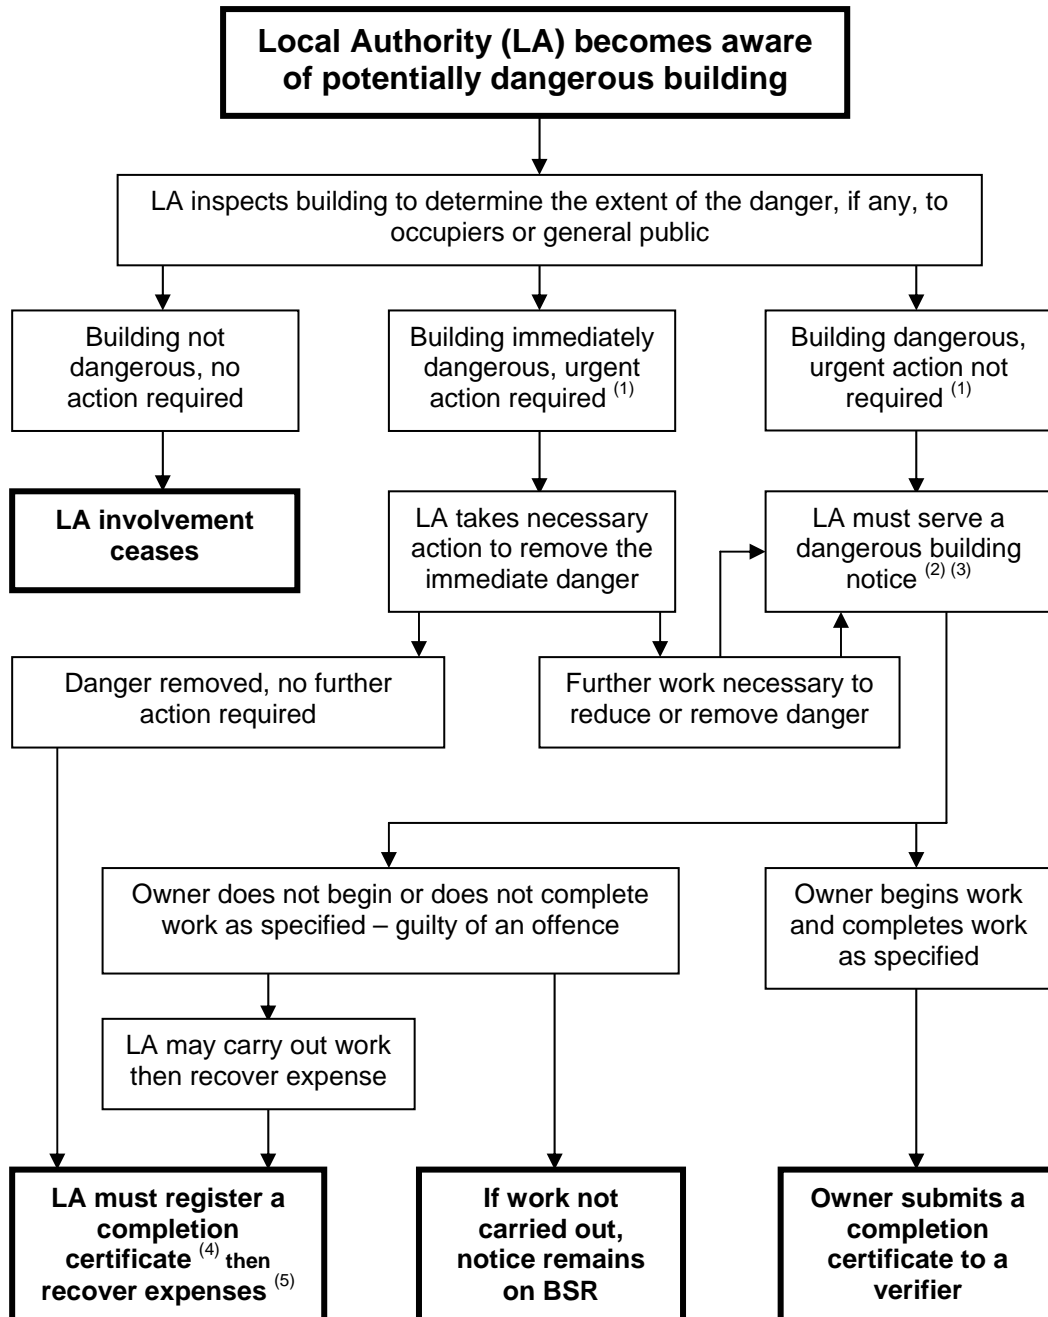 Local Authority (LA) becomes aware
of potentially dangerous building
LA inspects building to determine the extent of the danger, if any, to
occupiers or general public
Building not
dangerous, no
action required
Building immediately
dangerous, urgent
action required (1)
Building dangerous,
urgent action not
required (1)
LA involvement
ceases
LA takes necessary
action to remove the
immediate danger
LA must serve a
dangerous building
notice (2) (3)
Danger removed, no further
action required
Further work necessary to
reduce or remove danger
Owner does not begin or does not complete
work as specified – guilty of an offence
Owner begins work
and completes work
as specified
LA may carry out work
then recover expense
LA must register a
completion
certificate (4) then
recover expenses (5)
If work not
carried out,
notice remains
on BSR
Owner submits a
completion
certificate to a
verifier